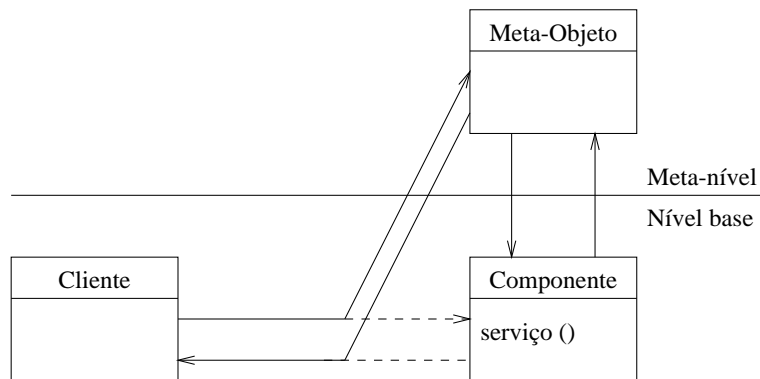 Meta-Objeto
Meta-nível
Nível base
Cliente
Componente
serviço ()